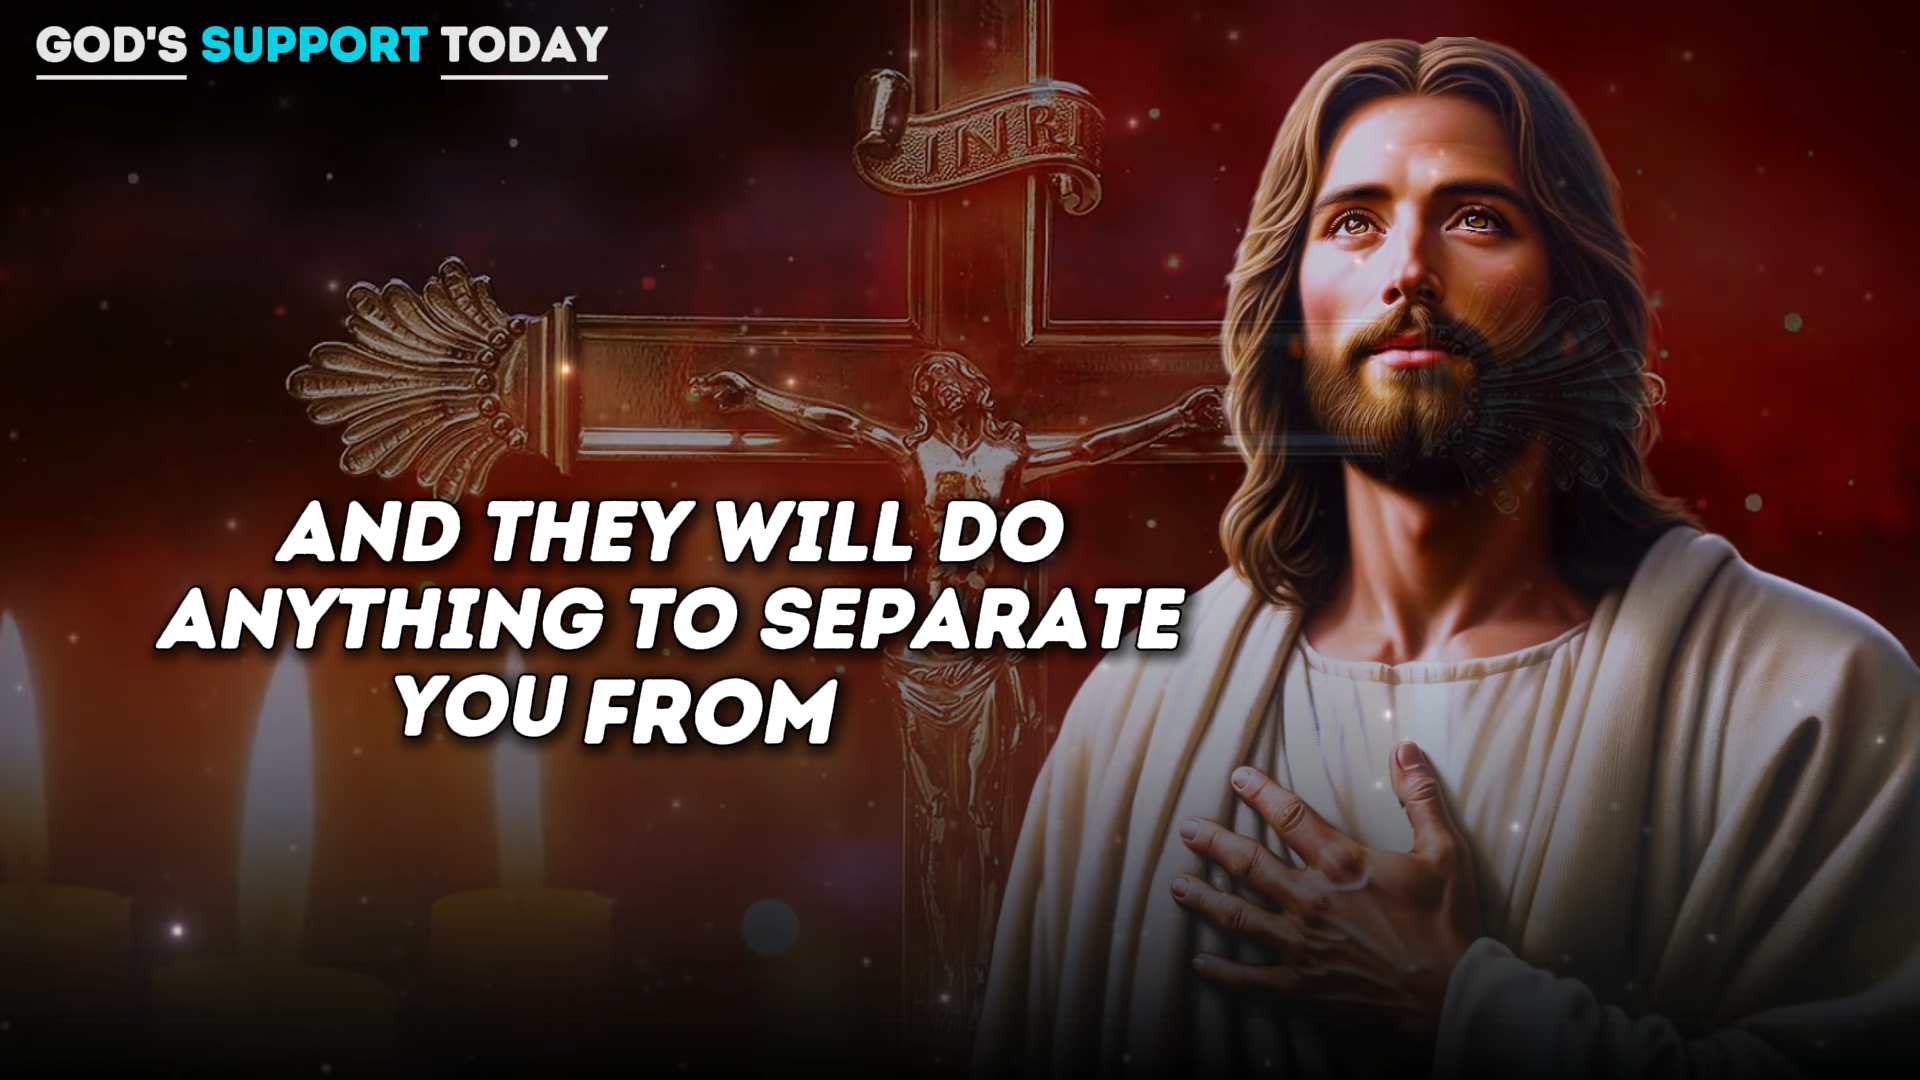 GOD'S SUPPORT TODAY
INRI
AND THEY WILL DO
ANYTHING TO SEPARATE
YOU FROM